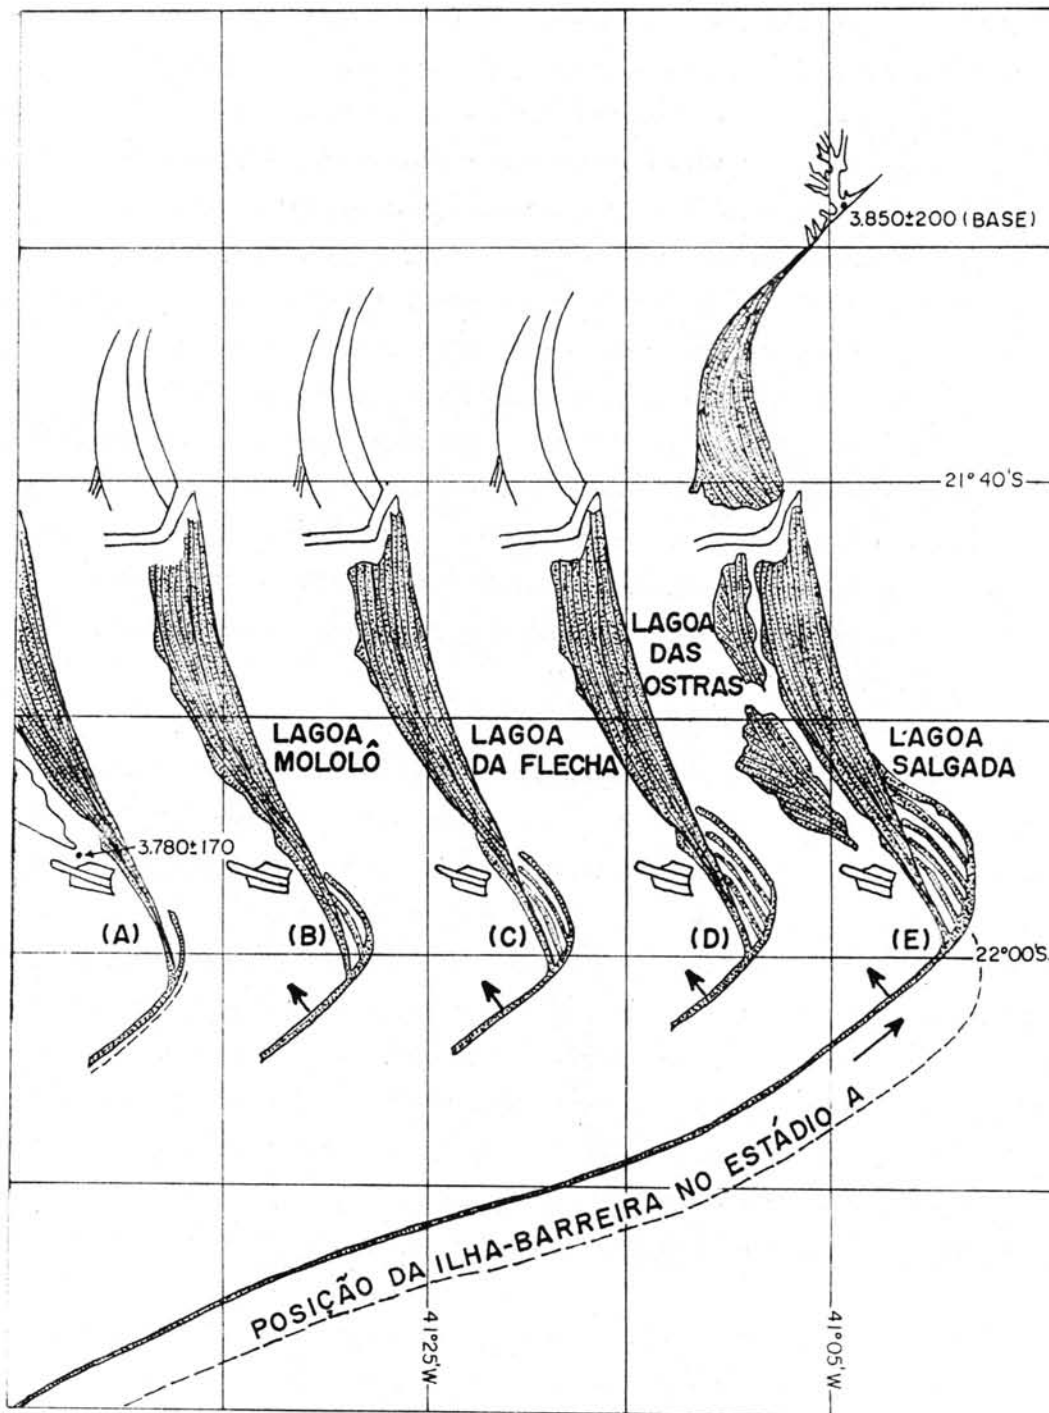 3.850±200 (BASE)
21°40'S
LAGOA
DAS
OSTRAS
LAGOA
MOLOLÔ
LAGOA
DA FLECHA
LAGOA
SALGADA
3.780±170
(A)
(B)
(C)
(D)
(E)
22°00'S.
POSIÇÃO DA ILHA-BARREIRA NO ESTÁDIO A
41°25'W
41°05'W